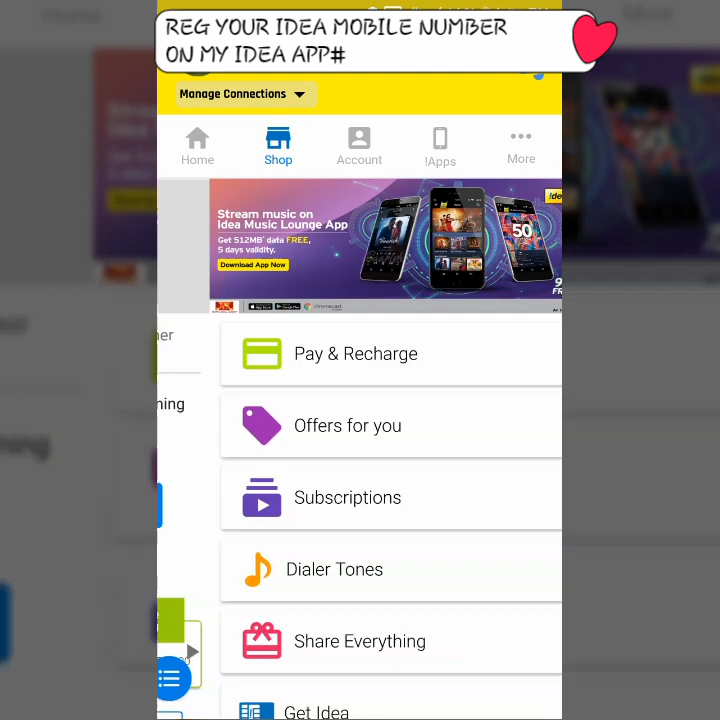 REG YOUR IDEA MOBILE NUMBER
ON MY IDEA APP#
Manage Connections
Home
Shop
Account
!Apps
More
Stream music on
Idea Music Lounge App
Get 512MB* data FREE,
5 days validity.
Download App Now
50
Pay & Recharge
Offers for you
ning
Subscriptions
Dialer Tones
Share Everything
Get Idea